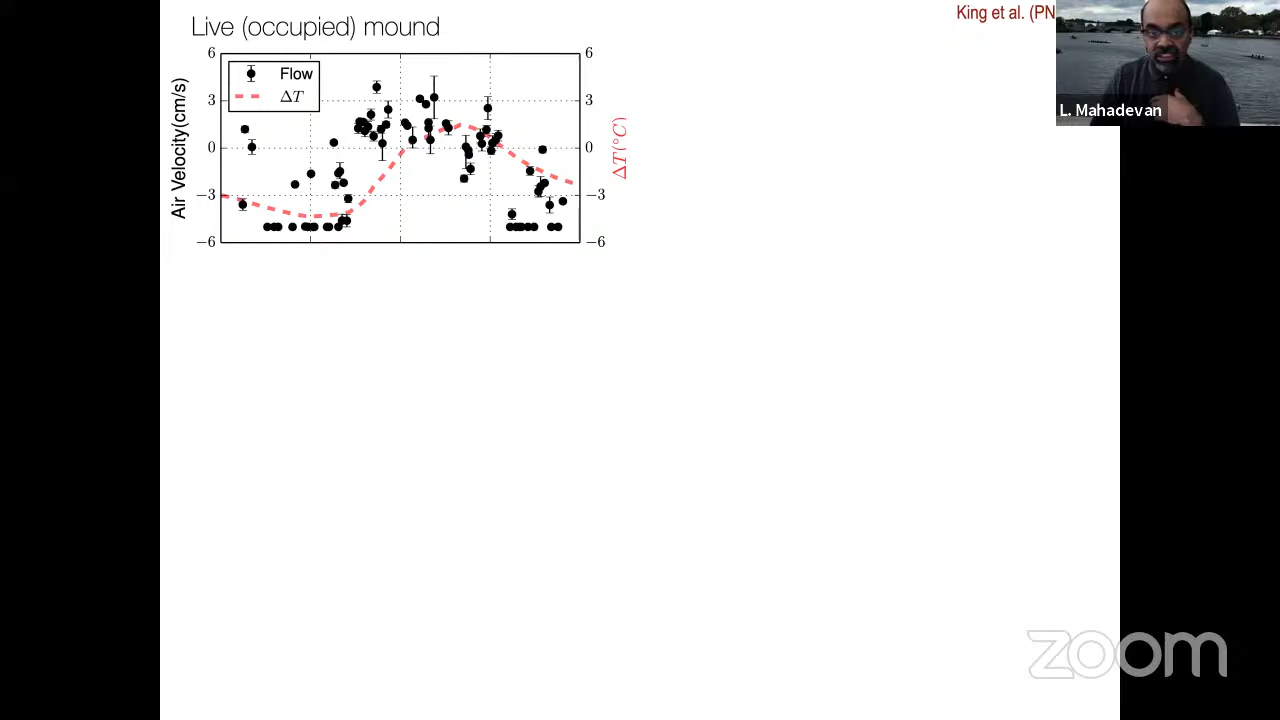 Live (occupied) mound
King et al. (PN
L. Mahadevan
6
3
0
−3
−6
Air Velocity(cm/s)
Flow
ΔT
6
3
0
−3
−6
ΔT(°C)
zoom